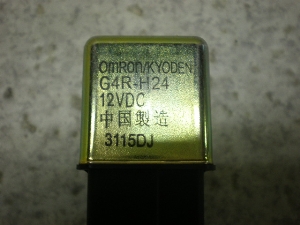 OMRON/KYODEN
G4R-H24
12VDC
中国製造
3115DJ